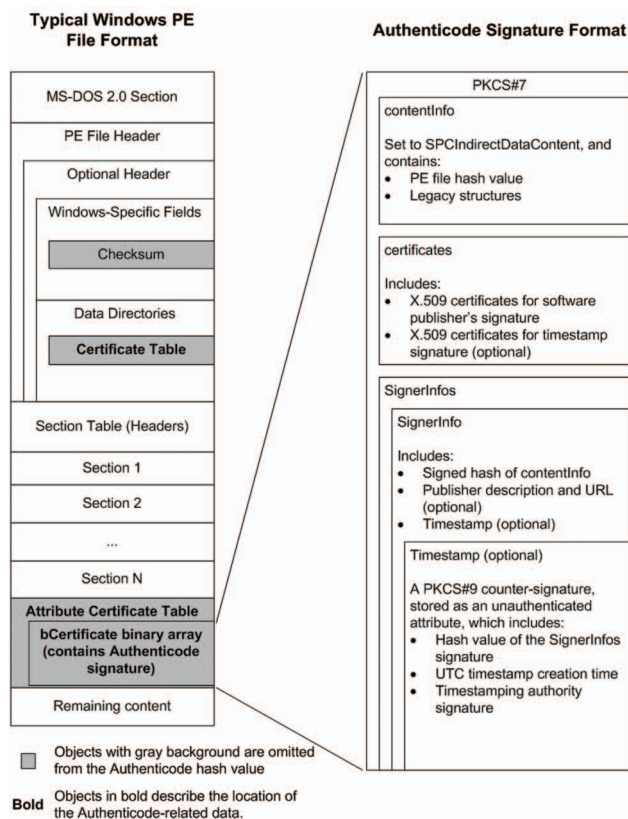 Typical Windows PE
File Format
MS-DOS 2.0 Section
PE File Header
Optional Header
Windows-Specific Fields
Checksum
Data Directories
Certificate Table
Section Table (Headers)
Section 1
Section 2
...
Section N
Attribute Certificate Table
bCertificate binary array
(contains Authenticode
signature)
Remaining content
Objects with gray background are omitted
from the Authenticode hash value
Bold Objects in bold describe the location of
the Authenticode-related data.
Authenticode Signature Format
PKCS#7
contentInfo
Set to SPCIndirectDataContent, and
contains:
• PE file hash value
• Legacy structures
certificates
Includes:
• X.509 certificates for software
publisher's signature
• X.509 certificates for timestamp
signature (optional)
SignerInfos
SignerInfo
Includes:
• Signed hash of contentInfo
• Publisher description and URL
(optional)
• Timestamp (optional)
Timestamp (optional)
A PKCS#9 counter-signature,
stored as an unauthenticated
attribute, which includes:
• Hash value of the SignerInfos
signature
• UTC timestamp creation time
• Timestamping authority
signature